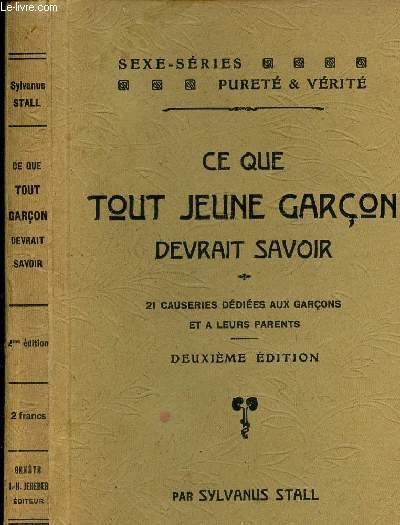 Sylvanus
STALL
CE QUE
TOUT
GARÇON
DEVRAIT
SAVOIR
édition
2 francs
J.-H. JEHEBER
ÉDITEUR
SEXE-SÉRIES
PURETÉ & VÉRITÉ
CE QUE
TOUT JEUNE GARÇON
DEVRAIT SAVOIR
21 CAUSERIES DÉDIÉES AUX GARÇONS
ET A LEURS PARENTS
DEUXIÈME ÉDITION
PAR SYLVANUS STALL
Le-livre.com